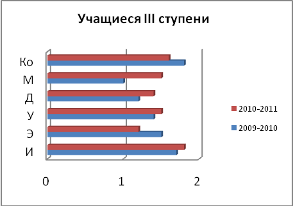 Учащиеся III ступени
Ко
М
Д
У
Э
И
2010-2011
2009-2010
0 1 2